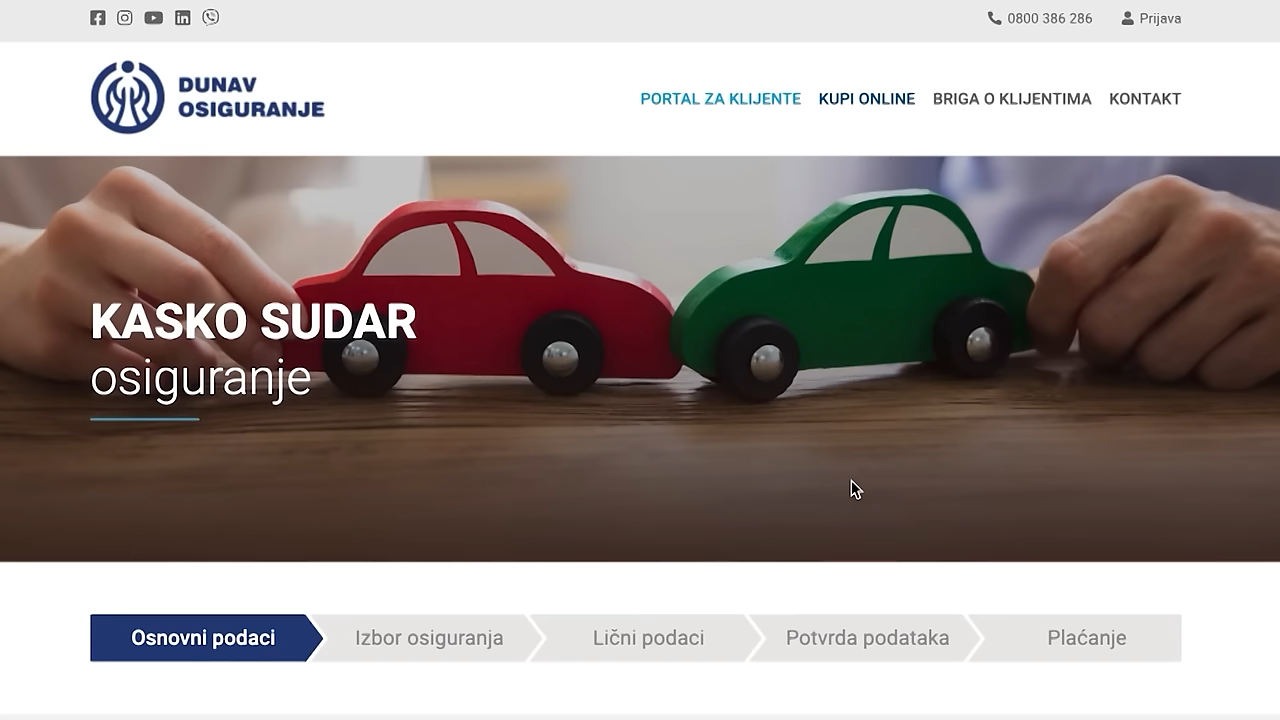 0800 386 286
Prijava
DUNAV
OSIGURANJE
PORTAL ZA KLIJENTE
KUPI ONLINE
BRIGA O KLIJENTIMA
KONTAKT
KASKO SUDAR
osiguranje
Osnovni podaci
Izbor osiguranja
Lični podaci
Potvrda podataka
Plaćanje